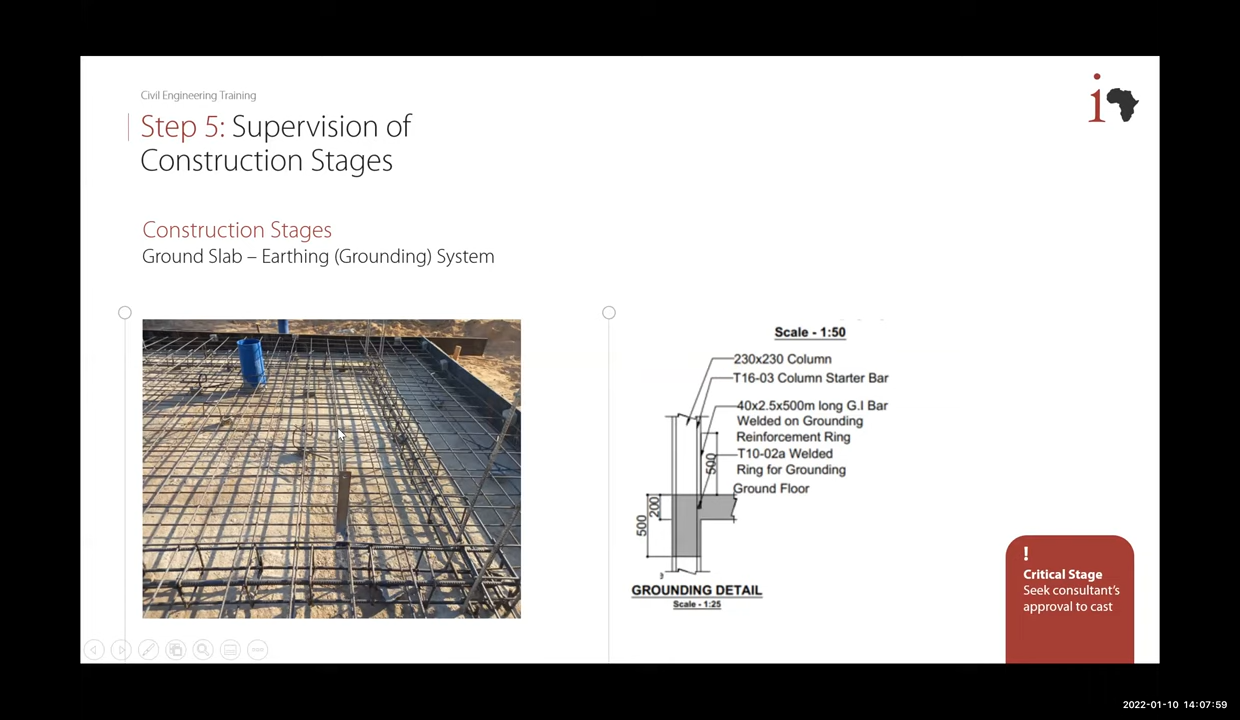 Civil Engineering Training
Step 5: Supervision of
Construction Stages
Construction Stages
Ground Slab – Earthing (Grounding) System
Scale - 1:50
230x230 Column
T16-03 Column Starter Bar
40x2.5x500m long G.I Bar
Welded on Grounding
Reinforcement Ring
T10-02a Welded
Ring for Grounding
500
Ground Floor
200
500
GROUNDING DETAIL
Scale - 1:25
!
Critical Stage
Seek consultant's
approval to cast
i
2022-01-10 14:07:59